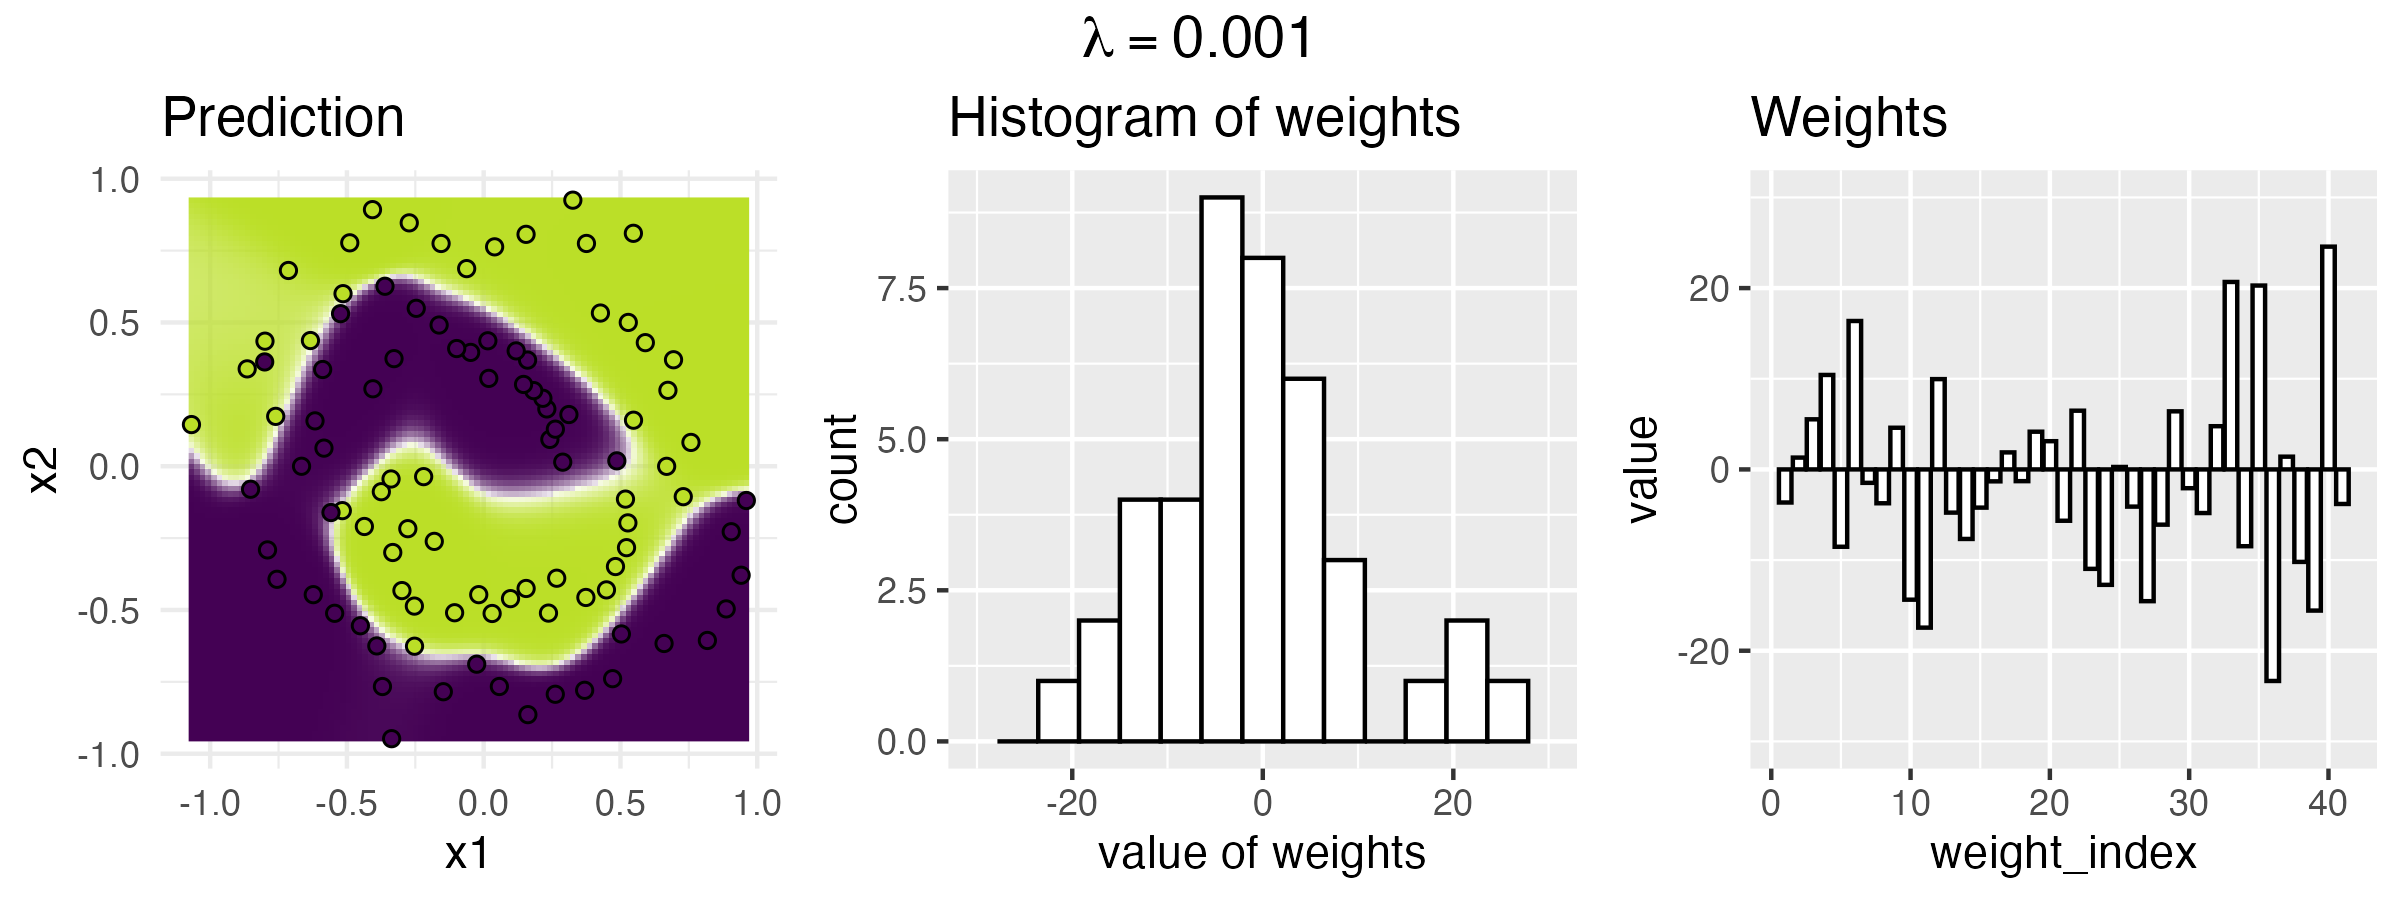 λ = 0.001
Prediction
Histogram of weights
Weights
1.0
0.5
0.0
-0.5
-1.0
x2
-1.0 -0.5 0.0 0.5 1.0
x1
7.5
5.0
2.5
0.0
count
-20 0 20
value of weights
20
0
-20
value
0 10 20 30 40
weight_index